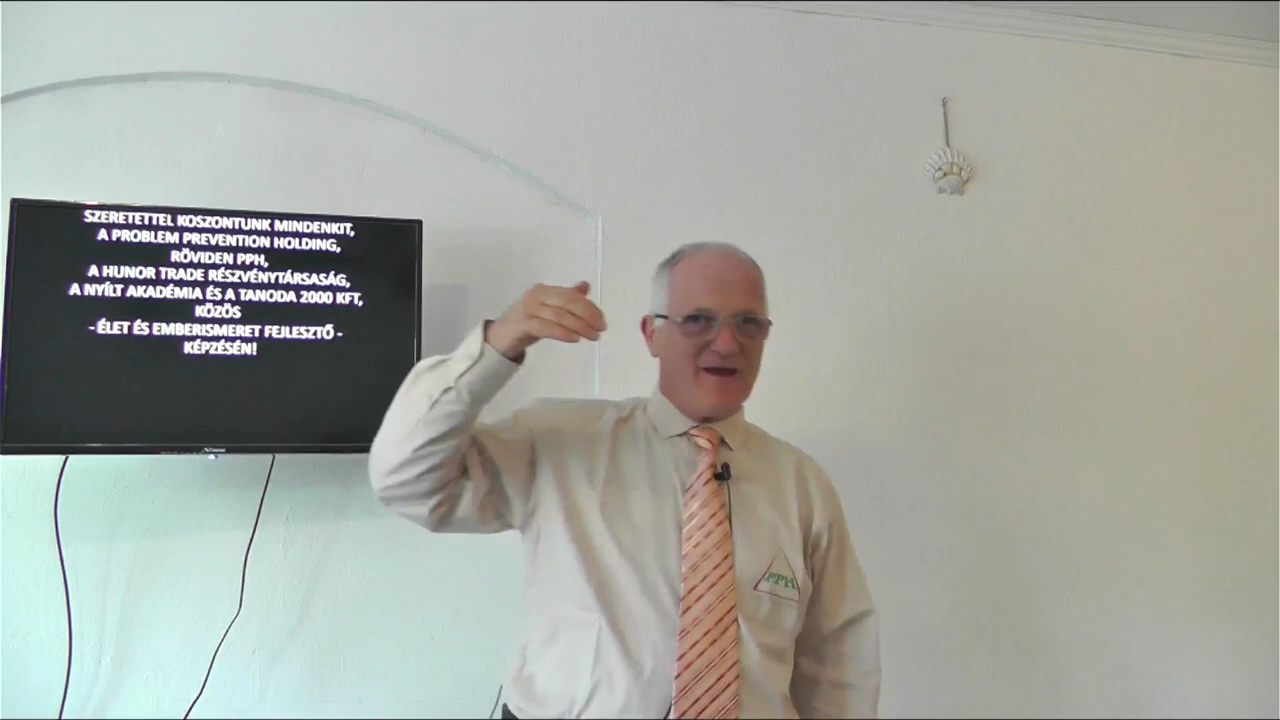 SZERETETTEL KOSZONTUNK MINDENKIT,
A PROBLEM PREVENTION HOLDING,
RÖVIDEN PPH,
A HUNOR TRADE RÉSZVÉNYTÁRSASÁG,
A NYÍLT AKADÉMIA ÉS A TANODA 2000 KFT,
KÖZÖS
- ÉLET ÉS EMBERISMERET FEJLESZTŐ -
KÉPZÉSÉN!
PPH